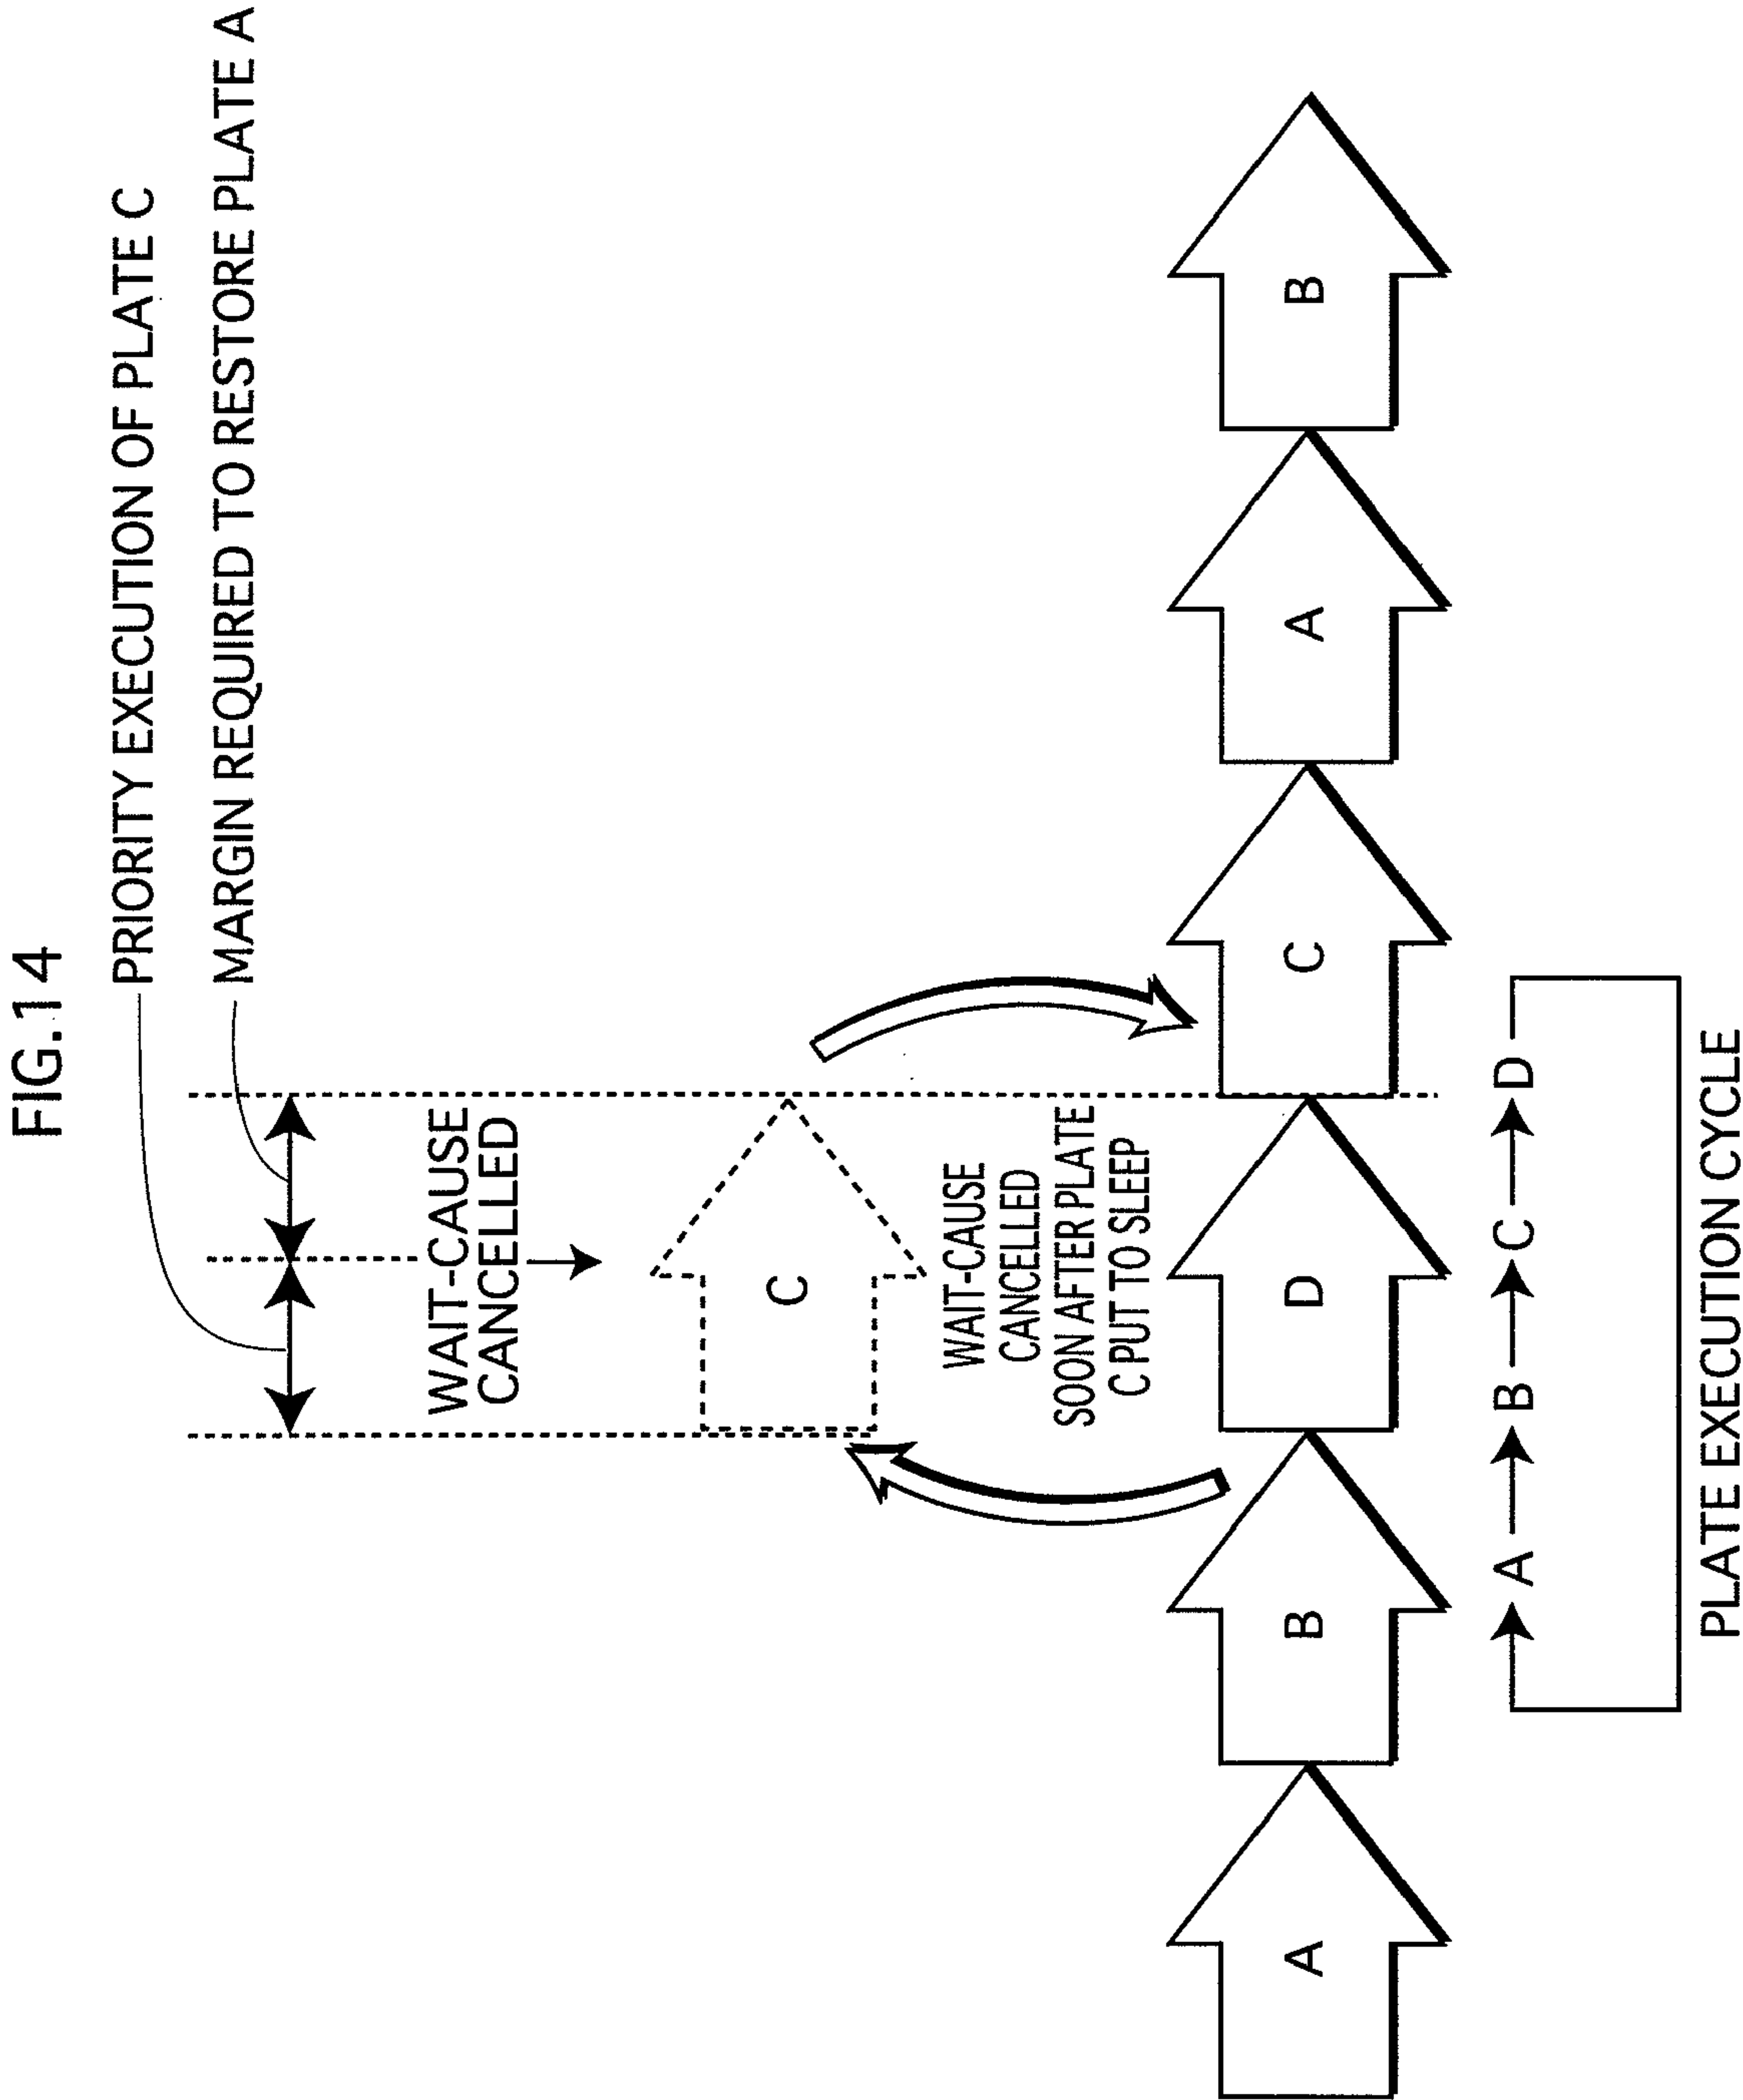 FIG.14
PRIORITY EXECUTION OF PLATE C
MARGIN REQUIRED TO RESTORE PLATE A
WAIT-CAUSE
CANCELLED
C
WAIT-CAUSE
CANCELLED
SOON AFTER PLATE
C PUT TO SLEEP
A B D C A B
A B C D
PLATE EXECUTION CYCLE